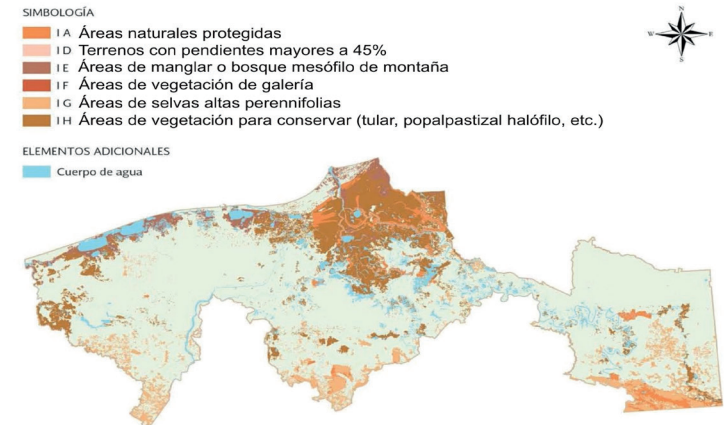 SIMBOLOGÍA
I A Áreas naturales protegidas
I D Terrenos con pendientes mayores a 45%
I E Áreas de manglar o bosque mesófilo de montaña
I F Áreas de vegetación de galería
I G Áreas de selvas altas perennifolias
I H Áreas de vegetación para conservar (tular, popalpastizal halófilo, etc.)
ELEMENTOS ADICIONALES
Cuerpo de agua
N
W E
S